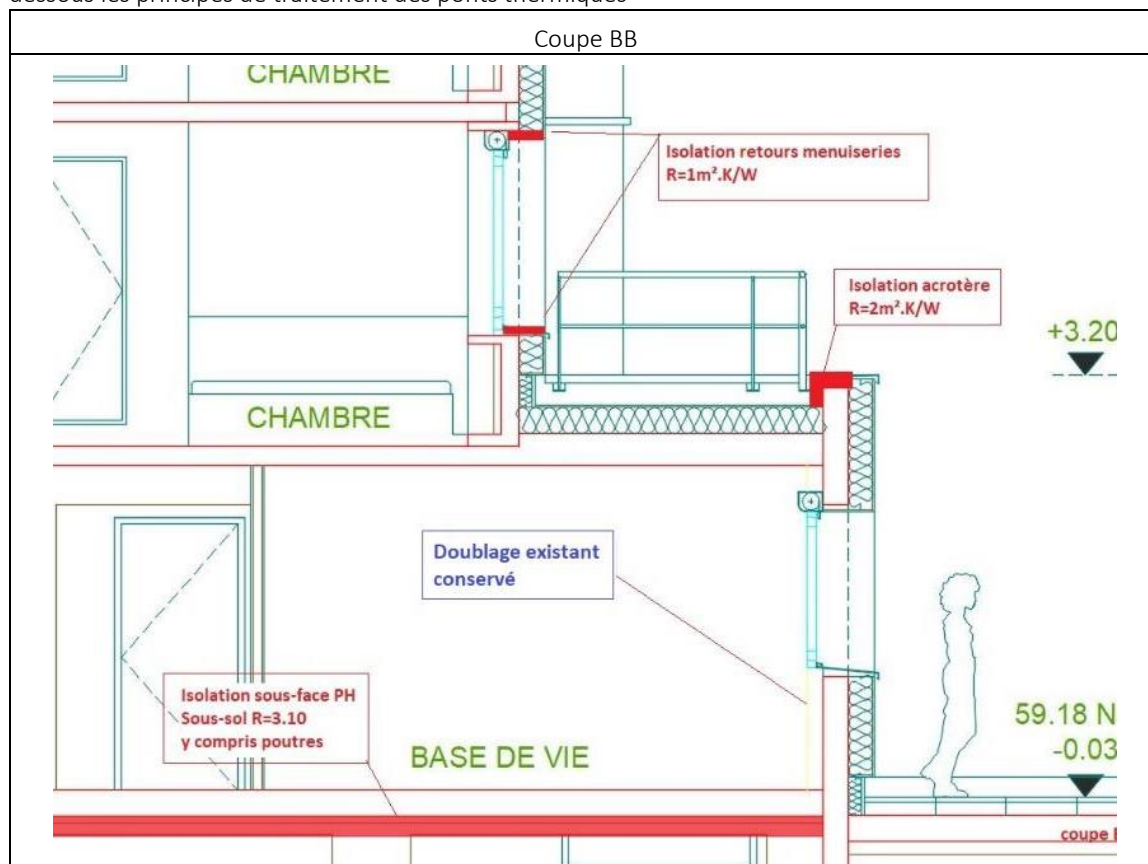 dessous les principes de traitement des ponts thermiques
Coupe BB
CHAMBRE
Isolation retours menuiseries
R=1m².K/W
Isolation acrotère
R=2m².K/W
+3.20
CHAMBRE
Doublage existant
conservé
Isolation sous-face PH
Sous-sol R=3.10
y compris poutres
59.18 N
-0.03
BASE DE VIE
coupe